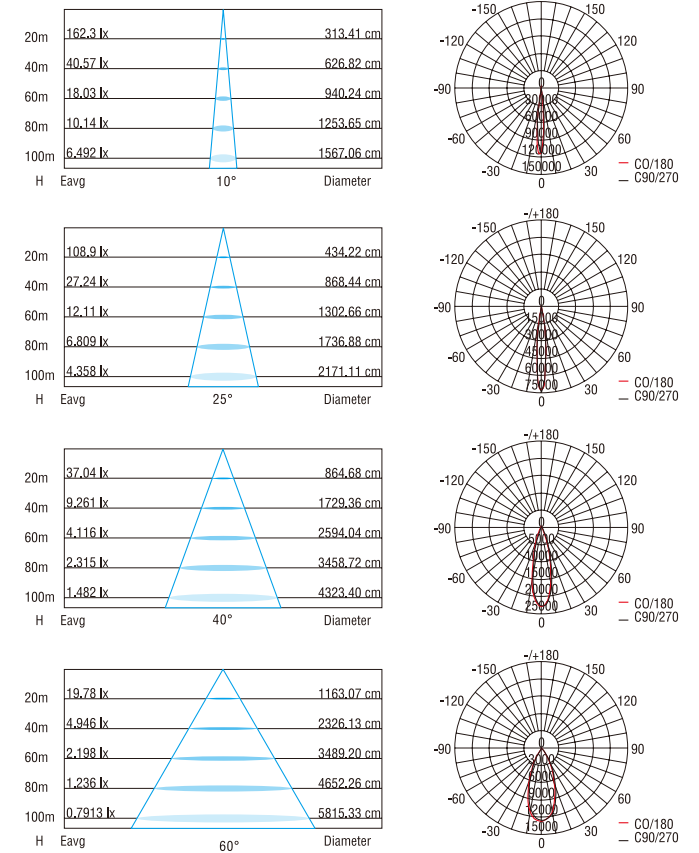 20m 162.3 lx 313.41 cm
40m 40.57 lx 626.82 cm
60m 18.03 lx 940.24 cm
80m 10.14 lx 1253.65 cm
100m 6.492 lx 1567.06 cm
H Eavg 10° Diameter
-150 150
-120 120
-90 0 90
30000
60000
-60 90000 60
120000
-30 150000 30
0
CO/180
C90/270
20m 108.9 lx 434.22 cm
40m 27.24 lx 868.44 cm
60m 12.11 lx 1302.66 cm
80m 6.809 lx 1736.88 cm
100m 4.358 lx 2171.11 cm
H Eavg 25° Diameter
-/+180
-150 150
-120 120
-90 0 90
15000
30000
-60 45000 60
60000
-30 75000 30
0
CO/180
C90/270
20m 37.04 lx 864.68 cm
40m 9.261 lx 1729.36 cm
60m 4.116 lx 2594.04 cm
80m 2.315 lx 3458.72 cm
100m 1.482 lx 4323.40 cm
H Eavg 40° Diameter
-/+180
-150 150
-120 120
-90 0 90
5000
10000
-60 15000 60
20000
-30 25000 30
0
CO/180
C90/270
20m 19.78 lx 1163.07 cm
40m 4.946 lx 2326.13 cm
60m 2.198 lx 3489.20 cm
80m 1.236 lx 4652.26 cm
100m 0.7913 lx 5815.33 cm
H Eavg 60° Diameter
-/+180
-150 150
-120 120
-90 0 90
3000
6000
-60 9000 60
12000
-30 15000 30
0
CO/180
C90/270